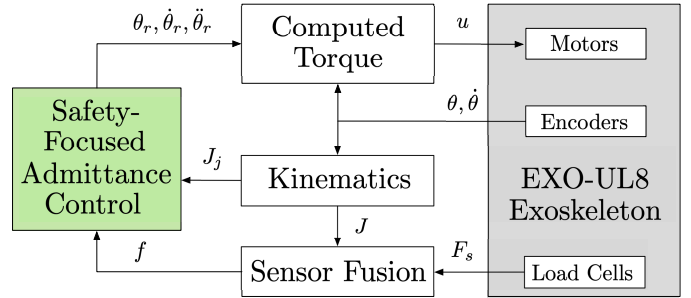 θ_r, θ̇_r, θ̈_r
Computed
Torque
u
Motors
θ, θ̇
Encoders
Safety-
Focused
Admittance
Control
J_j
Kinematics
EXO-UL8
Exoskeleton
J
f
Sensor Fusion
F_s
Load Cells